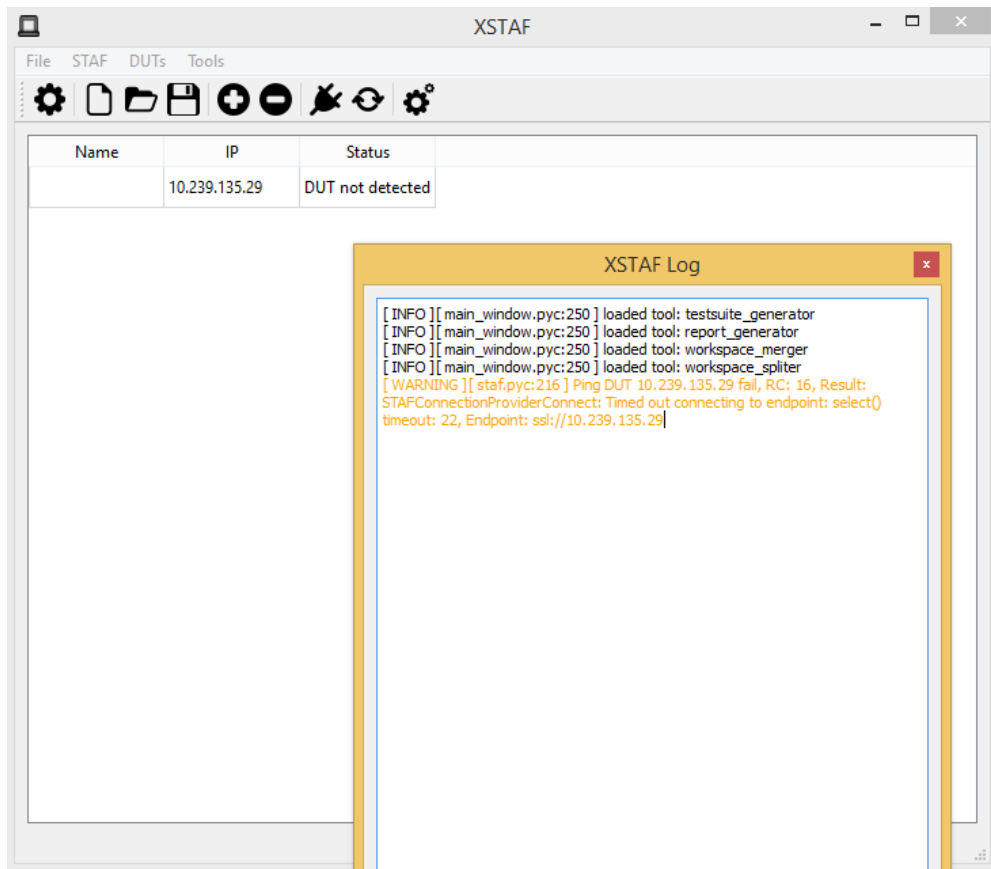 XSTAF
File STAF DUTs Tools
Name IP Status
10.239.135.29 DUT not detected
XSTAF Log
[ INFO ][ main_window.pyc:250 ] loaded tool: testsuite_generator
[ INFO ][ main_window.pyc:250 ] loaded tool: report_generator
[ INFO ][ main_window.pyc:250 ] loaded tool: workspace_merger
[ INFO ][ main_window.pyc:250 ] loaded tool: workspace_spliter
[ WARNING ][ staf.pyc:216 ] Ping DUT 10.239.135.29 fail, RC: 16, Result:
STAFConnectionProviderConnect: Timed out connecting to endpoint: select()
timeout: 22, Endpoint: ssl://10.239.135.29